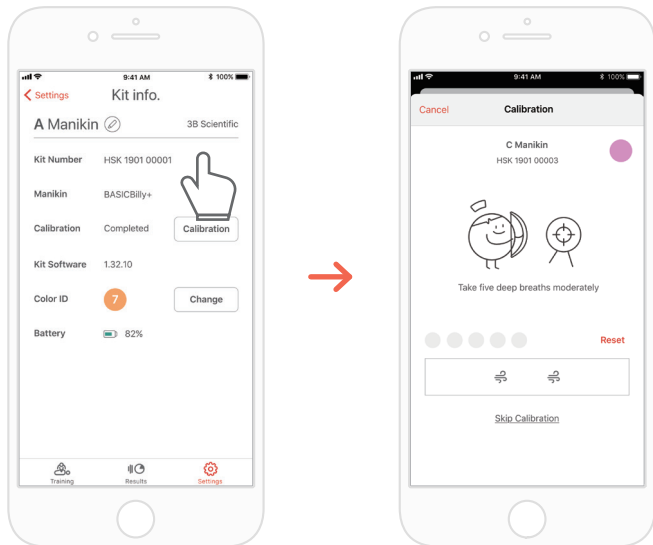 9:41 AM
100%
Settings
Kit info.
A Manikin
3B Scientific
Kit Number HSK 1901 00001
Manikin BASICBilly+
Calibration Completed Calibration
Kit Software 1.32.10
Color ID 7 Change
Battery 82%
Training Results Settings
9:41 AM
100%
Cancel Calibration
C Manikin
HSK 1901 00003
Take five deep breaths moderately
Reset
Skip Calibration